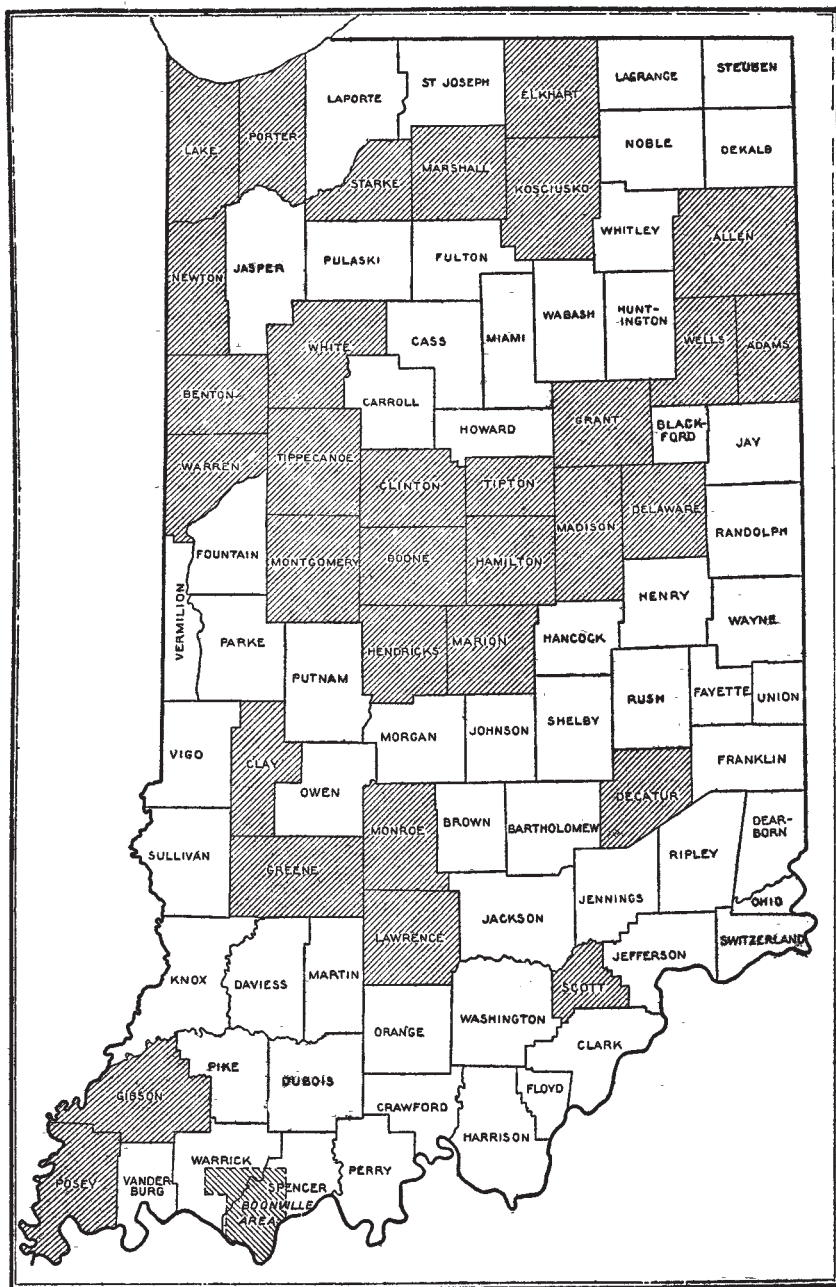 LAKE
PORTER
LAPORTE
ST JOSEPH
ELKHART
LAGRANGE
STEUBEN
NOBLE
DEKALB
STARKE
MARSHALL
KOSCIUSKO
WHITLEY
ALLEN
NEWTON
JASPER
PULASKI
FULTON
WABASH
HUNT-
INGTON
WELLS
ADAMS
WHITE
CASS
MIAMI
BENTON
CARROLL
HOWARD
GRANT
BLACK-
FORD
JAY
WARREN
TIPPECANOE
CLINTON
TIPTON
MADISON
DELAWARE
RANDOLPH
FOUNTAIN
MONTGOMERY
BOONE
HAMILTON
HENRY
WAYNE
VERMILION
PARKE
PUTNAM
HENDRICKS
MARION
HANCOCK
RUSH
FAYETTE
UNION
VIGO
CLAY
OWEN
MORGAN
JOHNSON
SHELBY
FRANKLIN
DECATUR
SULLIVAN
GREENE
MONROE
BROWN
BARTHOLOMEW
RIPLEY
DEAR-
BORN
OHIO
JENNINGS
JACKSON
LAWRENCE
SWITZERLAND
JEFFERSON
KNOX
DAVIESS
MARTIN
ORANGE
WASHINGTON
SCOTT
CLARK
GIBSON
PIKE
DUBOIS
CRAWFORD
FLOYD
HARRISON
POSEY
VANDER-
BURG
WARRICK
SPENCER
BOONVILLE
AREA
PERRY